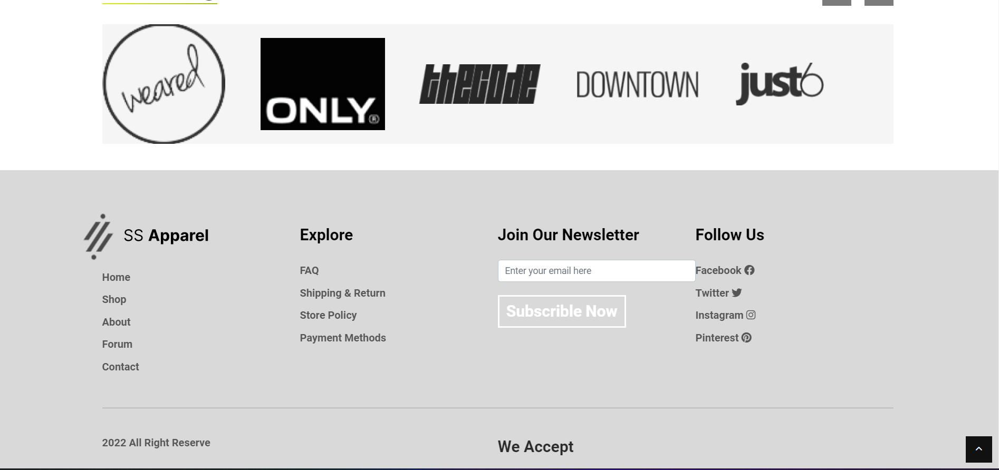 weared
ONLY®
thecode
DOWNTOWN
just6
SS Apparel
Home
Shop
About
Forum
Contact
Explore
FAQ
Shipping & Return
Store Policy
Payment Methods
Join Our Newsletter
Enter your email here
Subscrible Now
Follow Us
Facebook
Twitter
Instagram
Pinterest
2022 All Right Reserve
We Accept